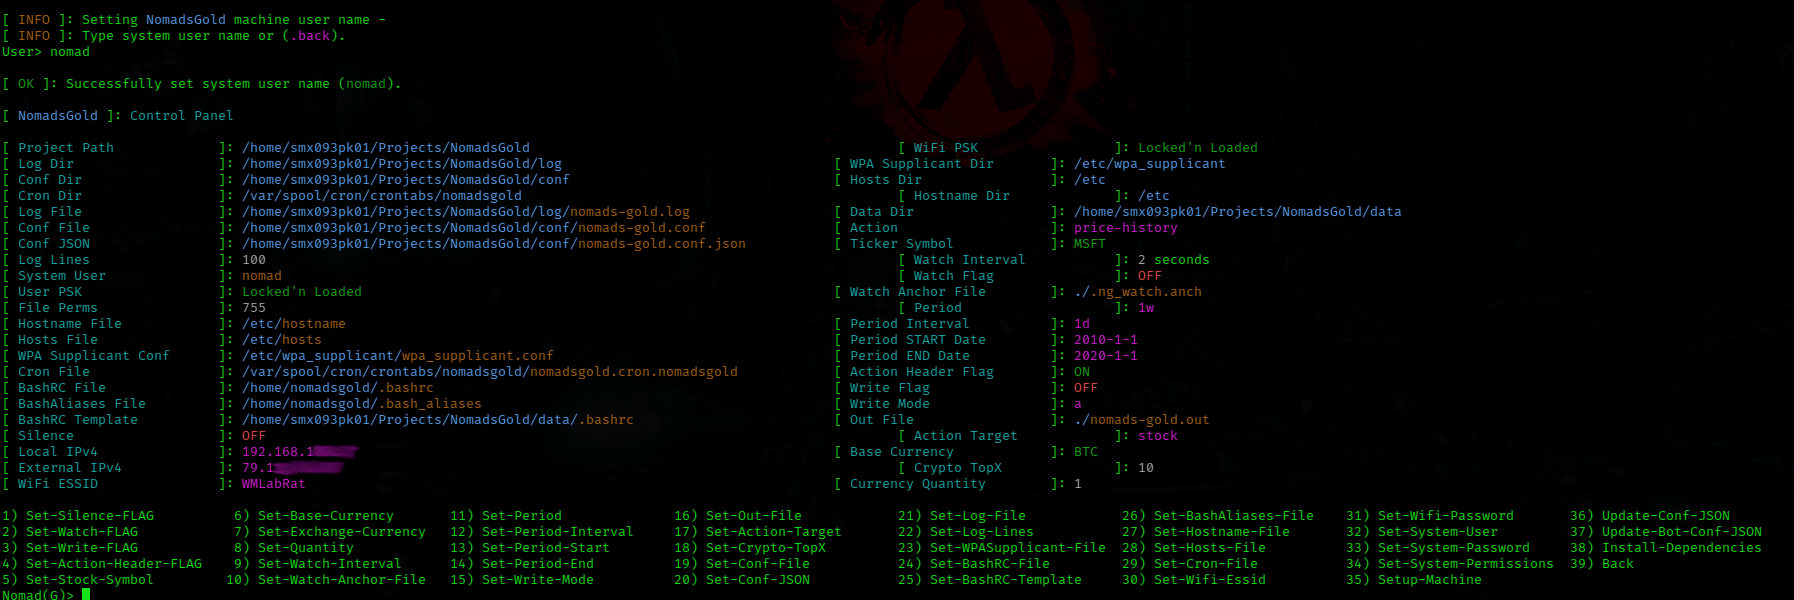 [ INFO ]: Setting NomadsGold machine user name -
[ INFO ]: Type system user name or (.back).
User> nomad
[ OK ]: Successfully set system user name (nomad).
[ NomadsGold ]: Control Panel
[ Project Path ]: /home/smx093pk01/Projects/NomadsGold [ WiFi PSK ]: Locked'n Loaded
[ Log Dir ]: /home/smx093pk01/Projects/NomadsGold/log [ WPA Supplicant Dir ]: /etc/wpa_supplicant
[ Conf Dir ]: /home/smx093pk01/Projects/NomadsGold/conf [ Hosts Dir ]: /etc
[ Cron Dir ]: /var/spool/cron/crontabs/nomadsgold [ Hostname Dir ]: /etc
[ Log File ]: /home/smx093pk01/Projects/NomadsGold/log/nomads-gold.log [ Data Dir ]: /home/smx093pk01/Projects/NomadsGold/data
[ Conf File ]: /home/smx093pk01/Projects/NomadsGold/conf/nomads-gold.conf [ Action ]: price-history
[ Conf JSON ]: /home/smx093pk01/Projects/NomadsGold/conf/nomads-gold.conf.json [ Ticker Symbol ]: MSFT
[ Log Lines ]: 100 [ Watch Interval ]: 2 seconds
[ System User ]: nomad [ Watch Flag ]: OFF
[ User PSK ]: Locked'n Loaded [ Watch Anchor File ]: ./.ng_watch.anch
[ File Perms ]: 755 [ Period ]: 1w
[ Hostname File ]: /etc/hostname [ Period Interval ]: 1d
[ Hosts File ]: /etc/hosts [ Period START Date ]: 2010-1-1
[ WPA Supplicant Conf ]: /etc/wpa_supplicant/wpa_supplicant.conf [ Period END Date ]: 2020-1-1
[ Cron File ]: /var/spool/cron/crontabs/nomadsgold/nomadsgold.cron.nomadsgold [ Action Header Flag ]: ON
[ BashRC File ]: /home/nomadsgold/.bashrc [ Write Flag ]: OFF
[ BashAliases File ]: /home/nomadsgold/.bash_aliases [ Write Mode ]: a
[ BashRC Template ]: /home/smx093pk01/Projects/NomadsGold/data/.bashrc [ Out File ]: ./nomads-gold.out
[ Silence ]: OFF [ Action Target ]: stock
[ Local IPv4 ]: 192.168.1 [ Base Currency ]: BTC
[ External IPv4 ]: 79.1 [ Crypto TopX ]: 10
[ WiFi ESSID ]: WMLabRat [ Currency Quantity ]: 1
1) Set-Silence-FLAG 6) Set-Base-Currency 11) Set-Period 16) Set-Out-File 21) Set-Log-File 26) Set-BashAliases-File 31) Set-Wifi-Password 36) Update-Conf-JSON
2) Set-Watch-FLAG 7) Set-Exchange-Currency 12) Set-Period-Interval 17) Set-Action-Target 22) Set-Log-Lines 27) Set-Hostname-File 32) Set-System-User 37) Update-Bot-Conf-JSON
3) Set-Write-FLAG 8) Set-Quantity 13) Set-Period-Start 18) Set-Crypto-TopX 23) Set-WPASupplicant-File 28) Set-Hosts-File 33) Set-System-Password 38) Install-Dependencies
4) Set-Action-Header-FLAG 9) Set-Watch-Interval 14) Set-Period-End 19) Set-Conf-File 24) Set-BashRC-File 29) Set-Cron-File 34) Set-System-Permissions 39) Back
5) Set-Stock-Symbol 10) Set-Watch-Anchor-File 15) Set-Write-Mode 20) Set-Conf-JSON 25) Set-BashRC-Template 30) Set-Wifi-Essid 35) Setup-Machine
Nomad(G)>